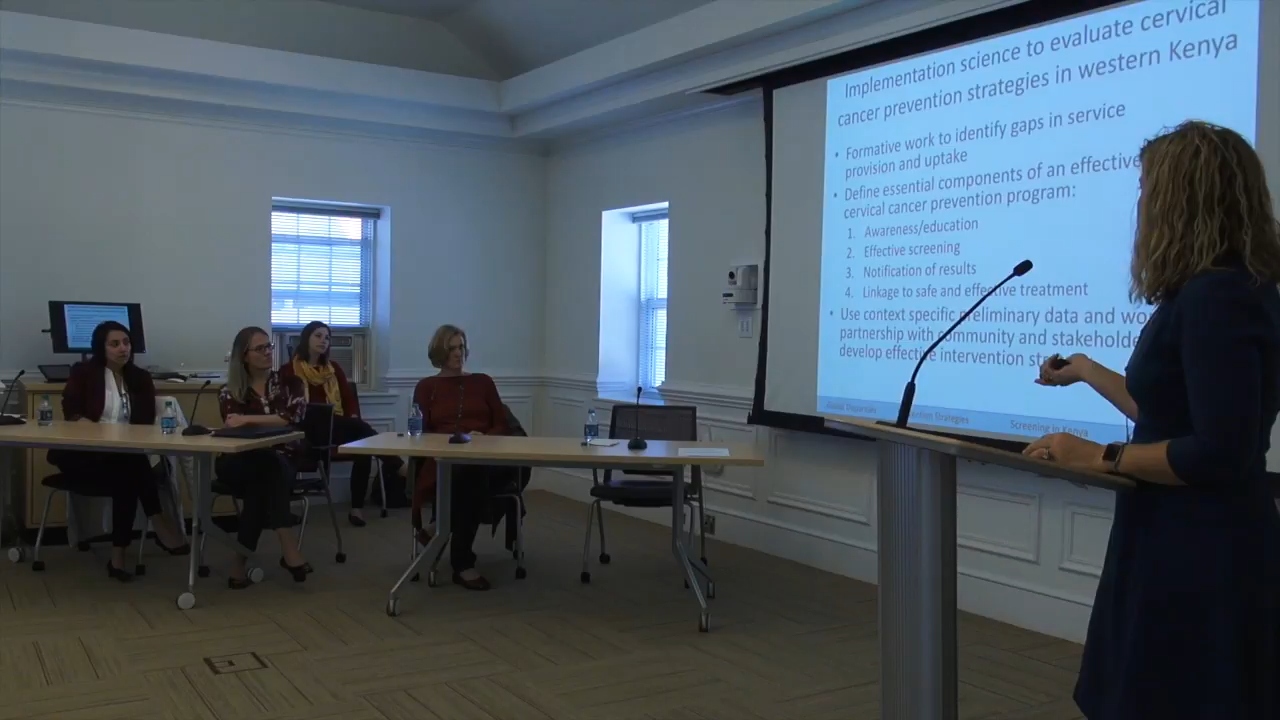 Implementation science to evaluate cervical
cancer prevention strategies in western Kenya
• Formative work to identify gaps in service
provision and uptake
• Define essential components of an effective
cervical cancer prevention program:
1. Awareness/education
2. Effective screening
3. Notification of results
4. Linkage to safe and effective treatment
• Use context specific preliminary data and
partnership with community and
develop effective intervention
Strategies
Screening in Kenya